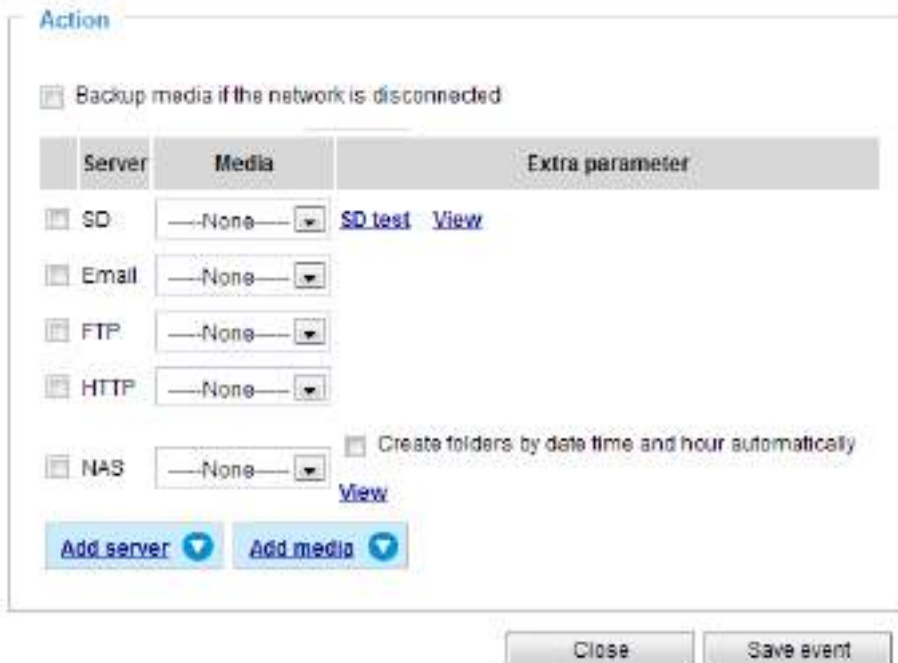 Action
Backup media if the network is disconnected
Server Media Extra parameter
SD -----None----- SD test View
Email -----None-----
FTP -----None-----
HTTP -----None-----
NAS -----None----- Create folders by date time and hour automatically
View
Add server Add media
Close Save event